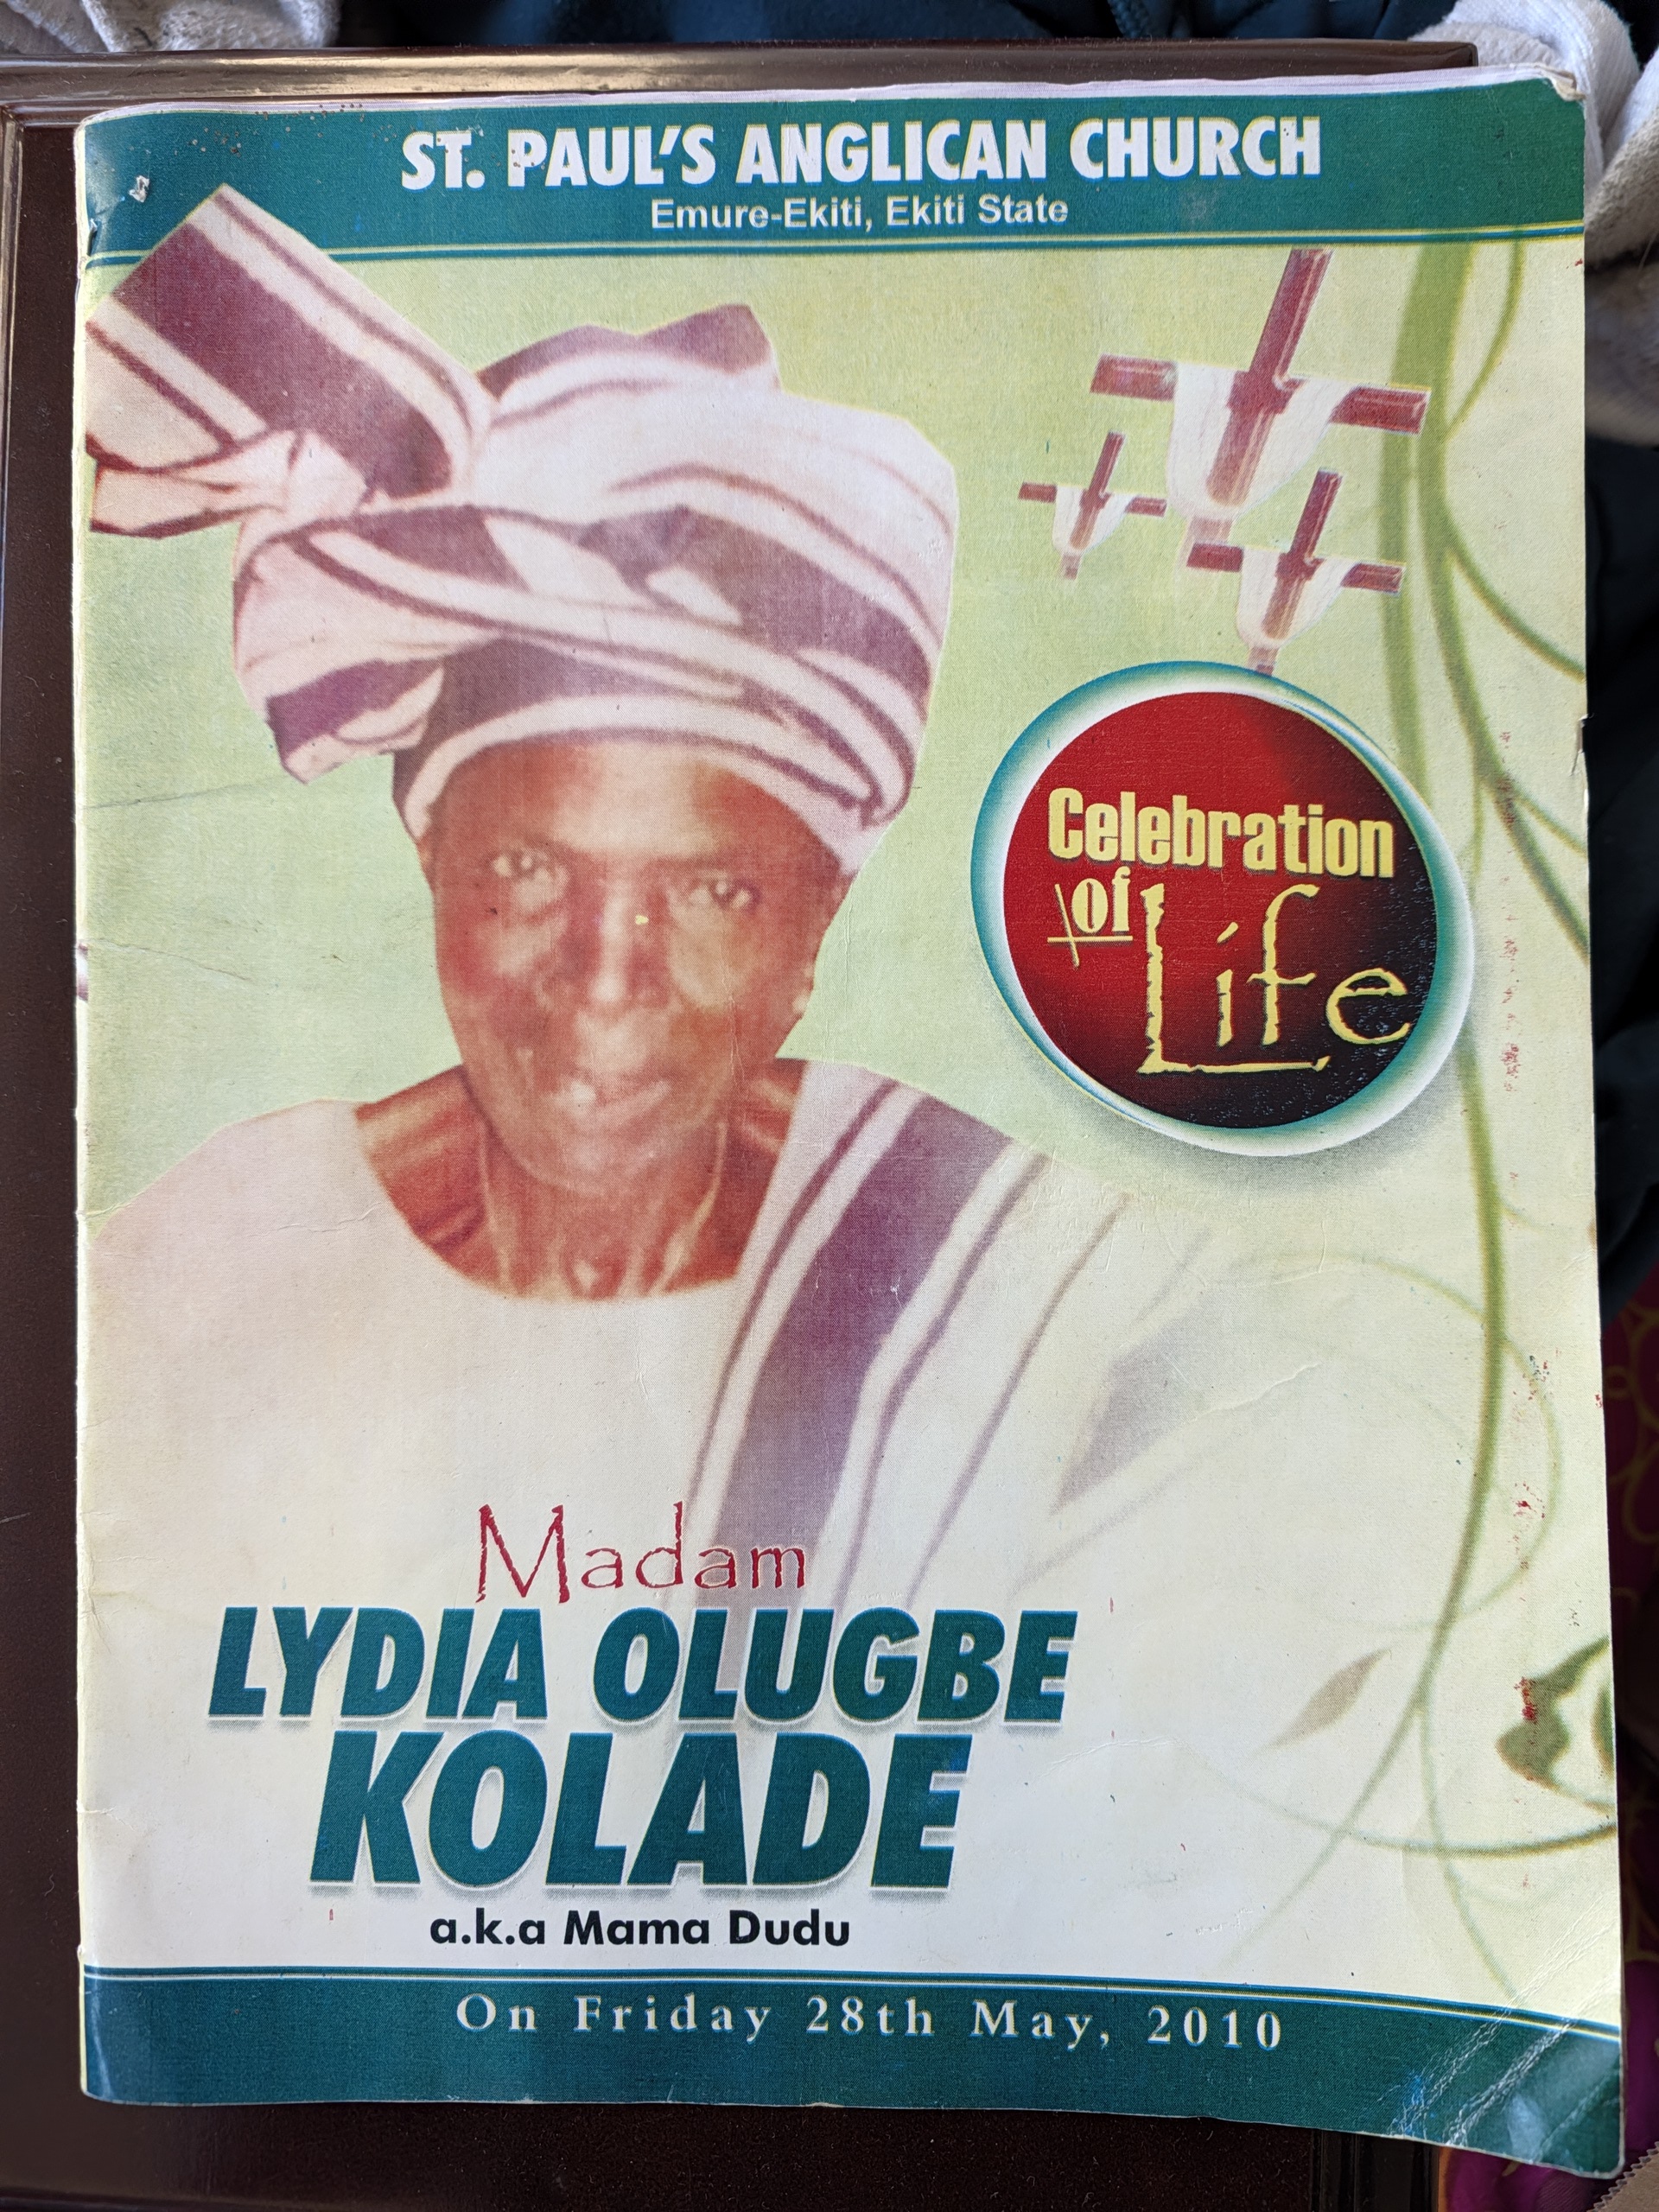 ST. PAUL'S ANGLICAN CHURCH
Emure-Ekiti, Ekiti State
Celebration
of
Life
Madam
LYDIA OLUGBE
KOLADE
a.k.a Mama Dudu
On Friday 28th May, 2010